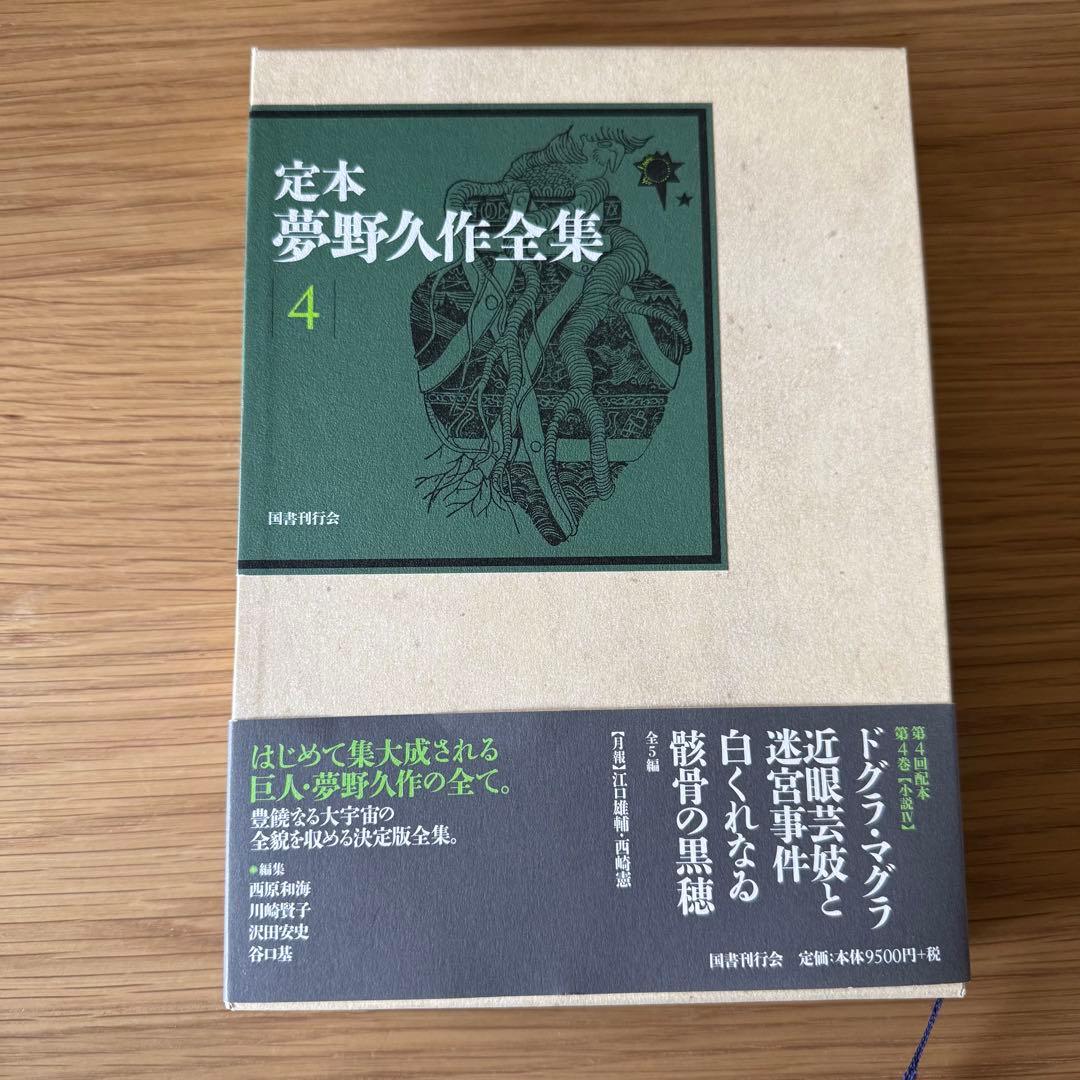 定本
夢野久作全集
4
国書刊行会
第4回配本
第4巻【小説Ⅳ】
ドグラ・マグラ
近眼芸妓と
迷宮事件
白くれなゐ
骸骨の黒穂
全5編
【月報】江口雄輔・西崎憲
はじめて集大成される
巨人・夢野久作の全て。
豊饒なる大宇宙の
全貌を収める決定版全集。
●編集
西原和海
川崎賢子
沢田安史
谷口基
国書刊行会 定価:本体9500円+税